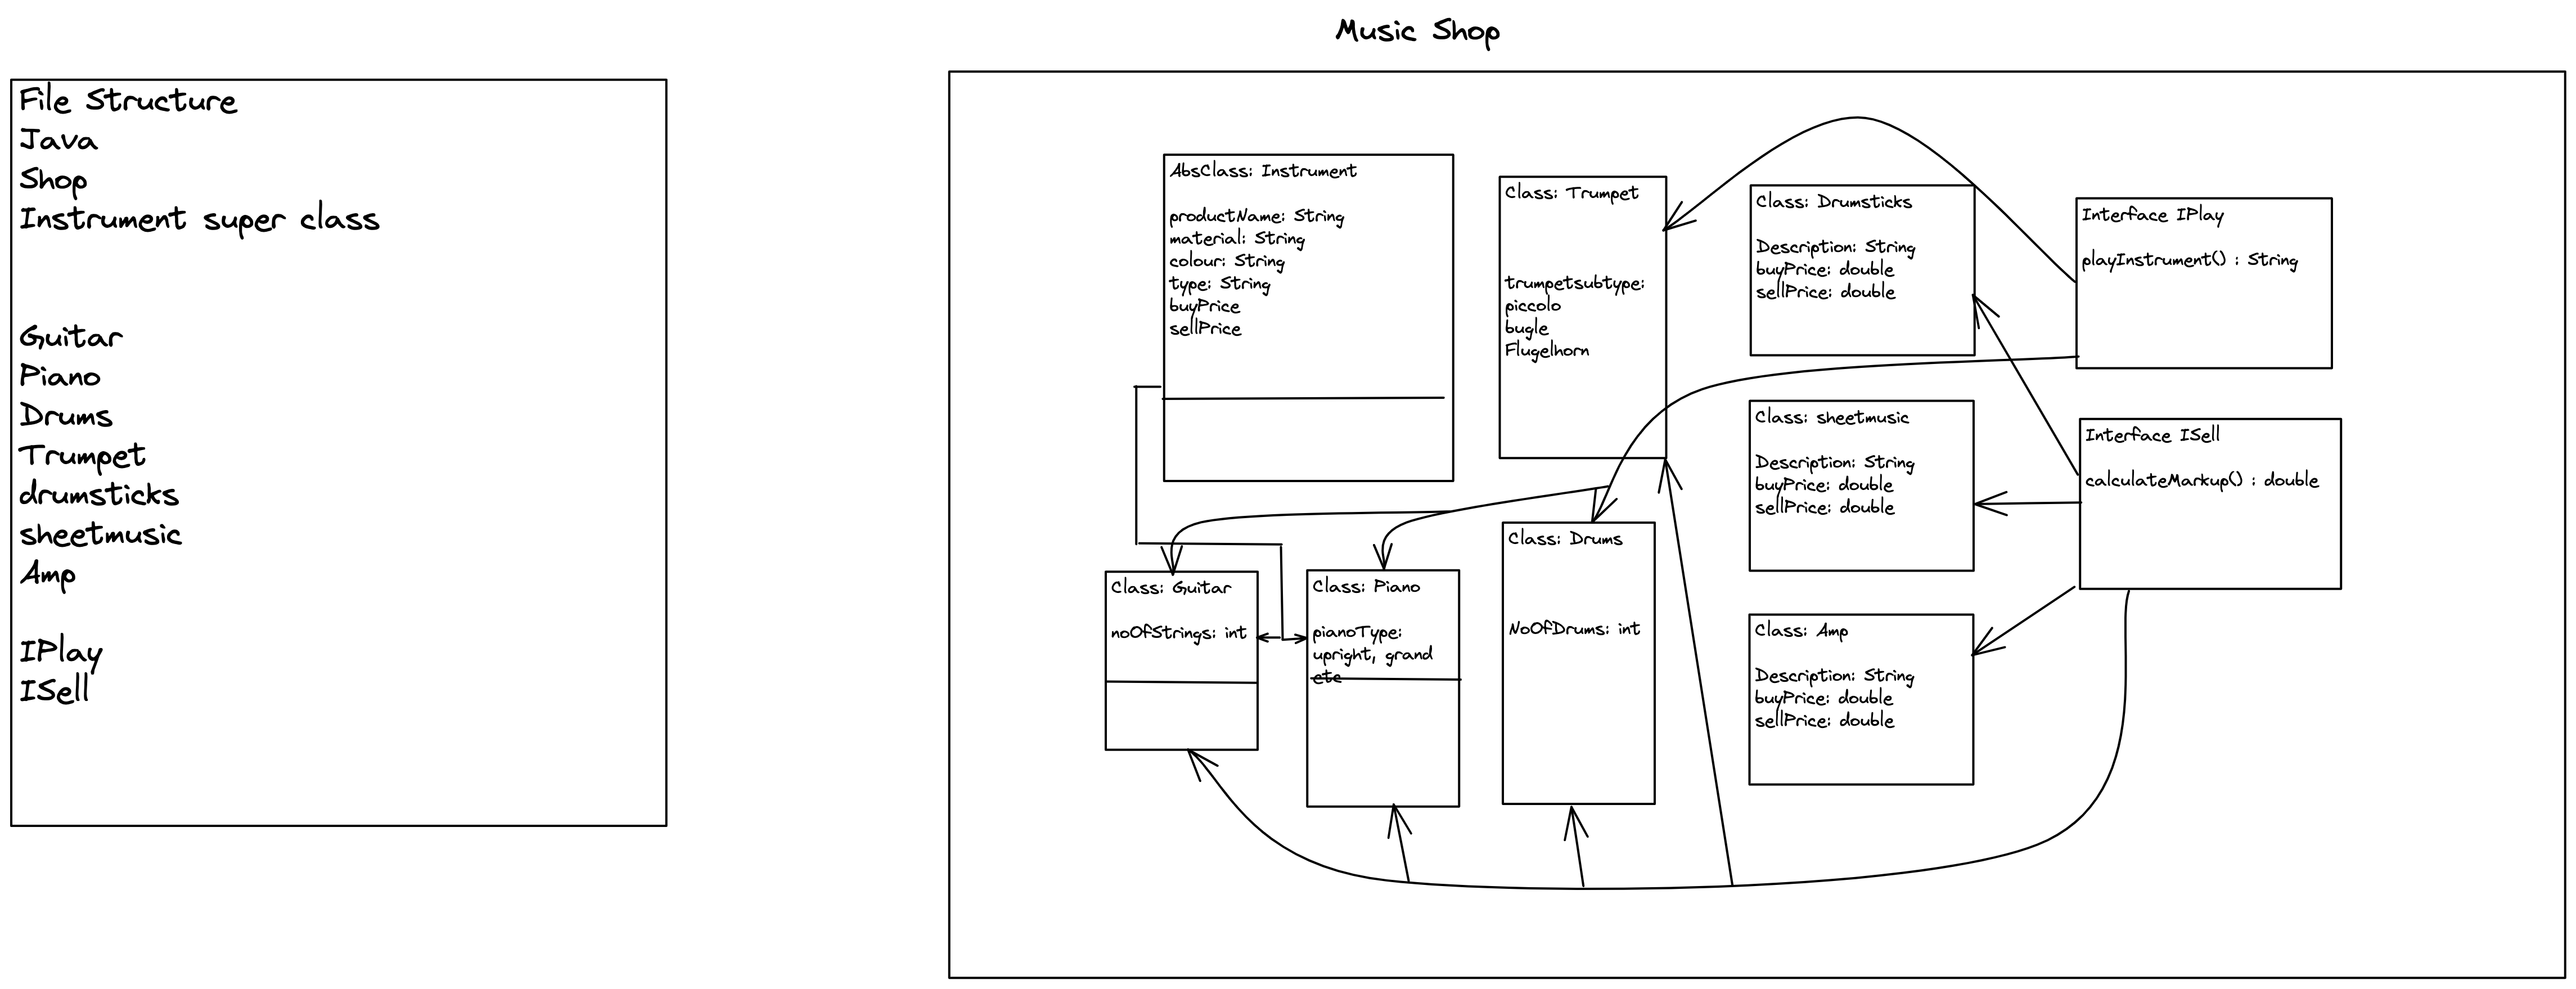 Music Shop
File Structure
Java
Shop
Instrument super class
Guitar
Piano
Drums
Trumpet
drumsticks
sheetmusic
Amp
IPlay
ISell
AbsClass: Instrument
productName: String
material: String
colour: String
type: String
buyPrice
sellPrice
Class: Trumpet
trumpetsubtype:
piccolo
bugle
Flugelhorn
Class: Drumsticks
Description: String
buyPrice: double
sellPrice: double
Interface IPlay
playInstrument() : String
Class: sheetmusic
Description: String
buyPrice: double
sellPrice: double
Interface ISell
calculateMarkup() : double
Class: Guitar
noOfStrings: int
Class: Piano
pianoType:
upright, grand
etc
Class: Drums
NoOfDrums: int
Class: Amp
Description: String
buyPrice: double
sellPrice: double